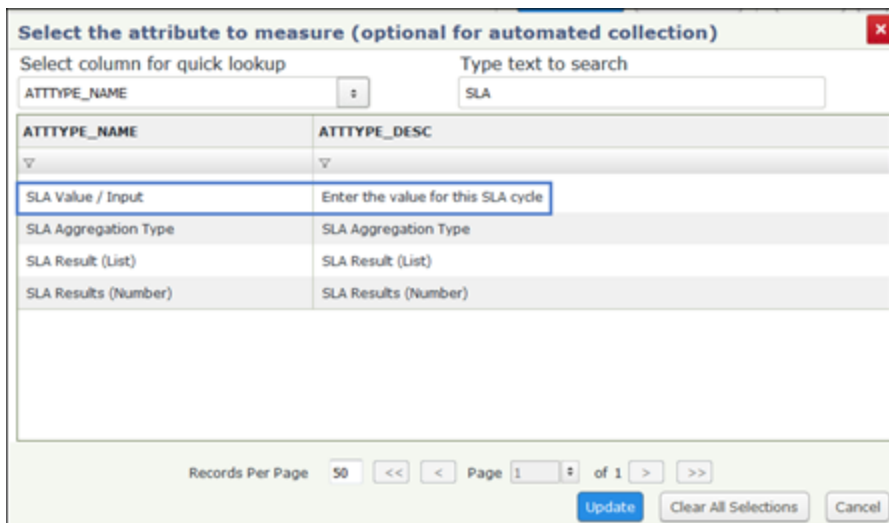 Select the attribute to measure (optional for automated collection)
x
Select column for quick lookup Type text to search
ATTTYPE_NAME SLA
ATTTYPE_NAME ATTTYPE_DESC
SLA Value / Input Enter the value for this SLA cycle
SLA Aggregation Type SLA Aggregation Type
SLA Result (List) SLA Result (List)
SLA Results (Number) SLA Results (Number)
Records Per Page 50 << < Page 1 of 1 > >>
Update Clear All Selections Cancel